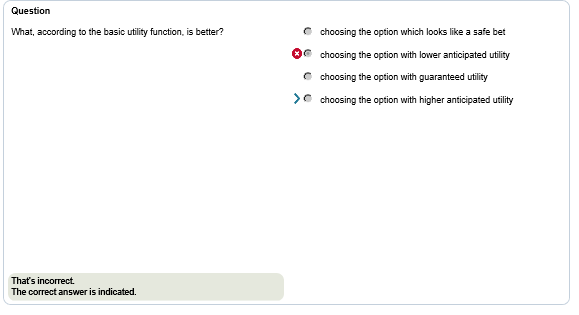 Question
What, according to the basic utility function, is better?
choosing the option which looks like a safe bet
choosing the option with lower anticipated utility
choosing the option with guaranteed utility
choosing the option with higher anticipated utility
That's incorrect.
The correct answer is indicated.